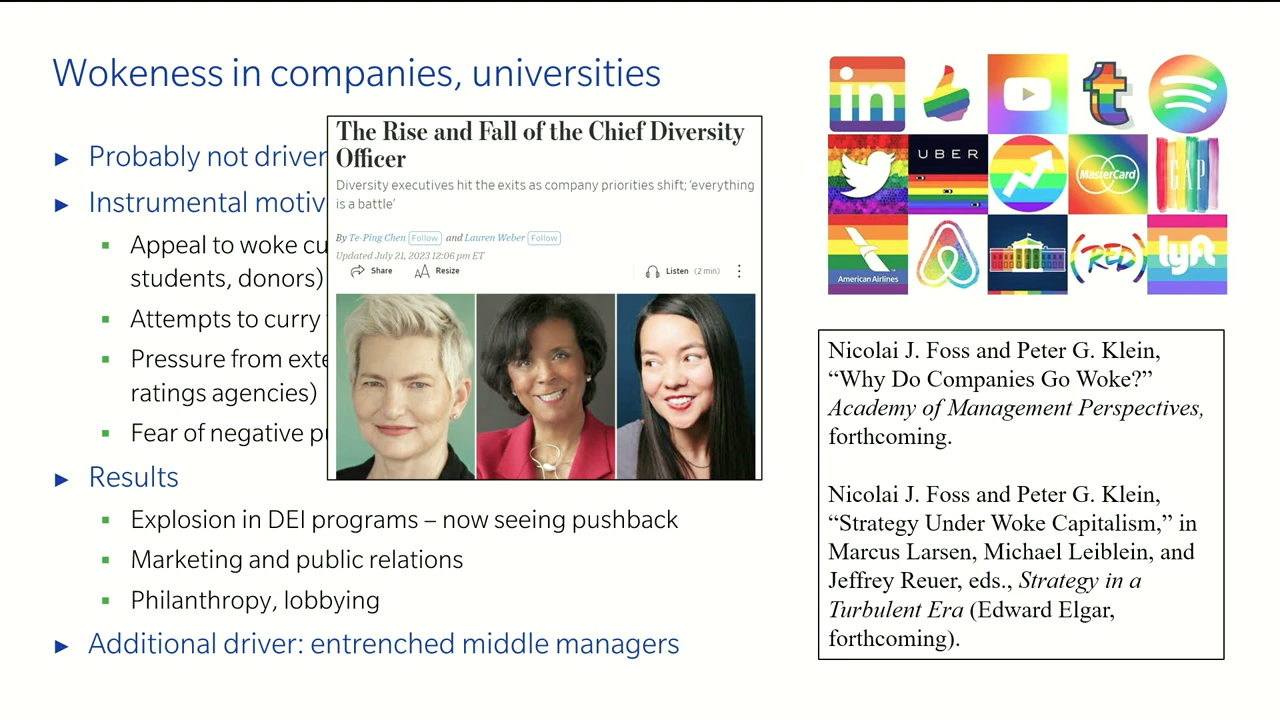 Wokeness in companies, universities
► Probably not driver
► Instrumental motiv
▪ Appeal to woke cu
students, donors)
▪ Attempts to curry
▪ Pressure from exte
ratings agencies)
▪ Fear of negative pu
► Results
▪ Explosion in DEI programs – now seeing pushback
▪ Marketing and public relations
▪ Philanthropy, lobbying
► Additional driver: entrenched middle managers
The Rise and Fall of the Chief Diversity
Officer
Diversity executives hit the exits as company priorities shift; ‘everything
is a battle’
By Te-Ping Chen Follow and Lauren Weber Follow
Updated July 21, 2023 12:06 pm ET
Share AA Resize Listen (2 min)
in t
UBER MasterCard GAP
American Airlines (RED) lyft
Nicolai J. Foss and Peter G. Klein,
“Why Do Companies Go Woke?”
Academy of Management Perspectives,
forthcoming.
Nicolai J. Foss and Peter G. Klein,
“Strategy Under Woke Capitalism,” in
Marcus Larsen, Michael Leiblein, and
Jeffrey Reuer, eds., Strategy in a
Turbulent Era (Edward Elgar,
forthcoming).